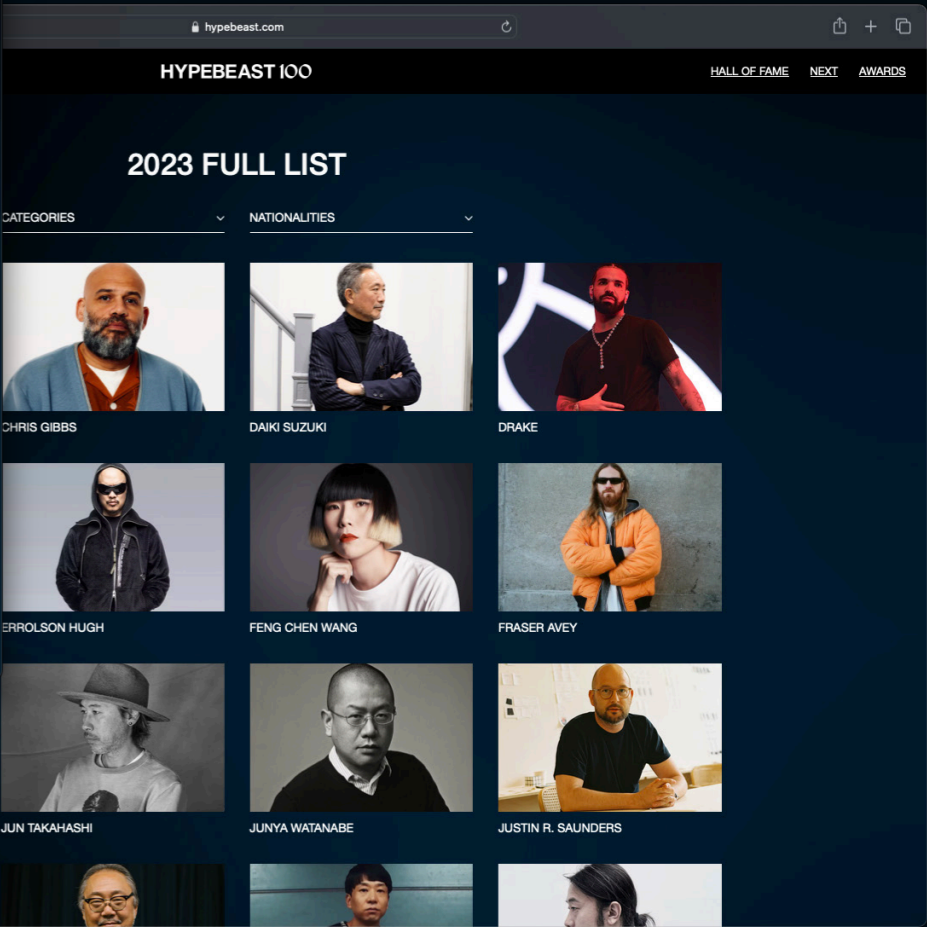 hypebeast.com
HYPEBEAST 100
HALL OF FAME NEXT AWARDS
2023 FULL LIST
CATEGORIES NATIONALITIES
CHRIS GIBBS DAIKI SUZUKI DRAKE
ERROLSON HUGH FENG CHEN WANG FRASER AVEY
JUN TAKAHASHI JUNYA WATANABE JUSTIN R. SAUNDERS